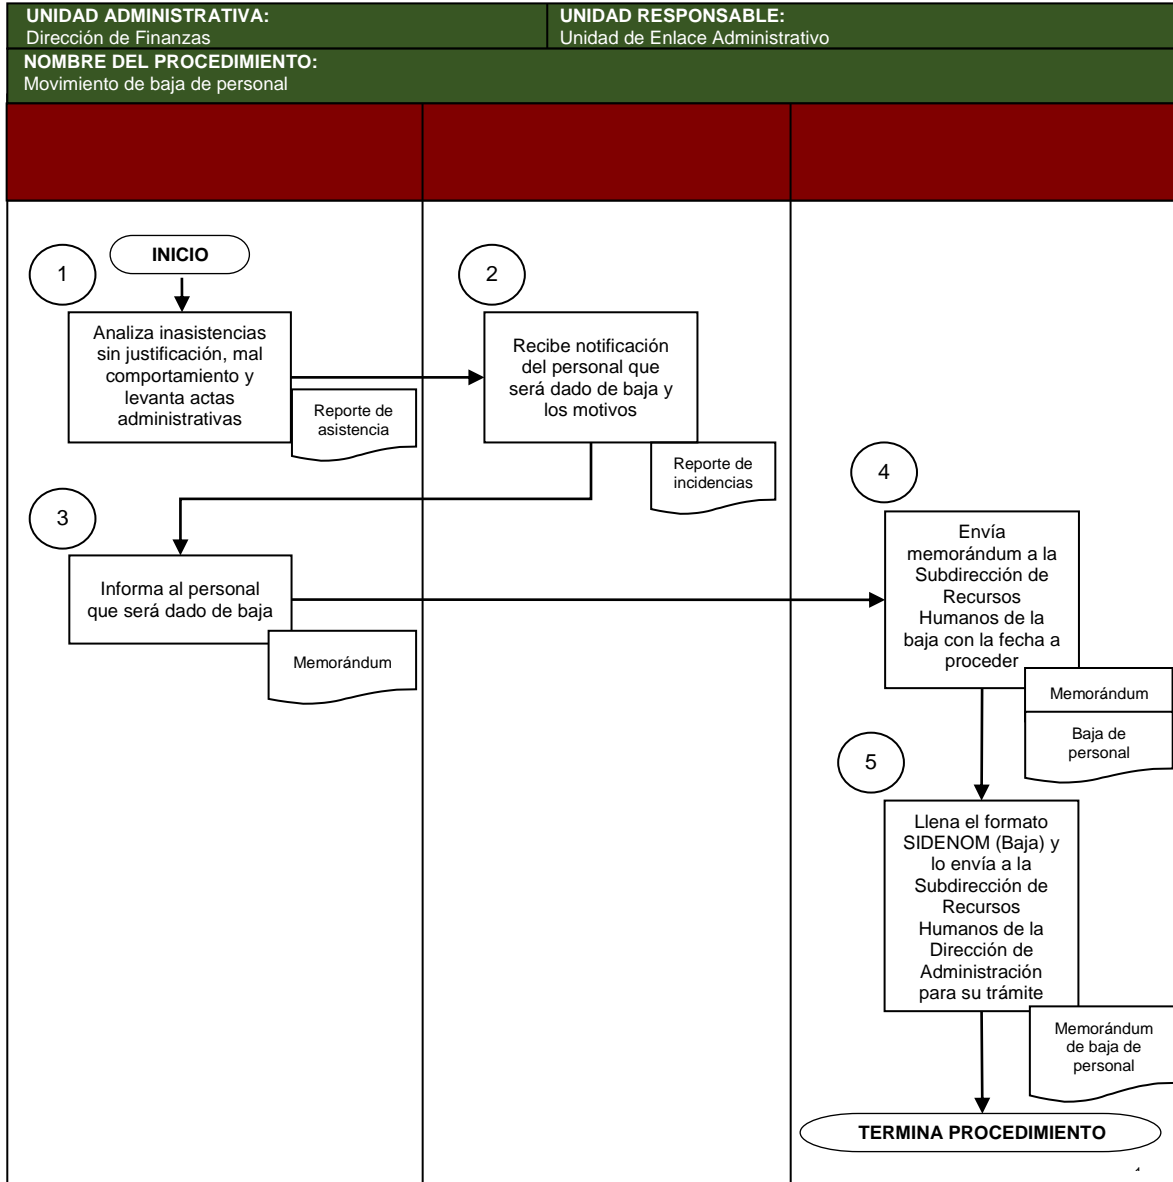 UNIDAD ADMINISTRATIVA:
Dirección de Finanzas
UNIDAD RESPONSABLE:
Unidad de Enlace Administrativo
NOMBRE DEL PROCEDIMIENTO:
Movimiento de baja de personal
INICIO
1
Analiza inasistencias
sin justificación, mal
comportamiento y
levanta actas
administrativas
Reporte de
asistencia
2
Recibe notificación
del personal que
será dado de baja y
los motivos
Reporte de
incidencias
3
Informa al personal
que será dado de baja
Memorándum
4
Envía
memorándum a la
Subdirección de
Recursos
Humanos de la
baja con la fecha a
proceder
Memorándum
Baja de
personal
5
Llena el formato
SIDENOM (Baja) y
lo envía a la
Subdirección de
Recursos
Humanos de la
Dirección de
Administración
para su trámite
Memorándum
de baja de
personal
TERMINA PROCEDIMIENTO